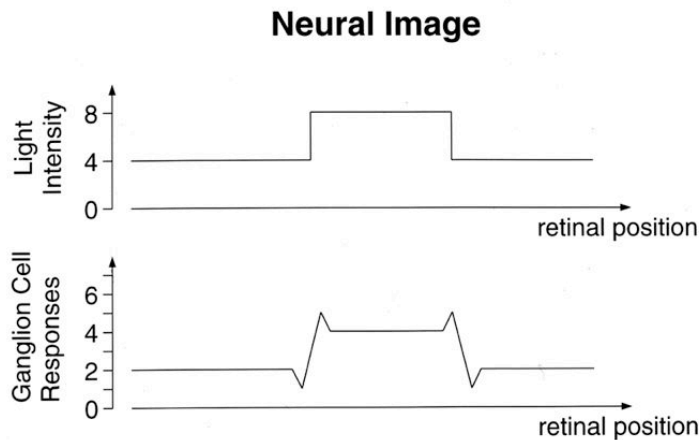 Neural Image
Light
Intensity
8
4
0
retinal position
Ganglion Cell
Responses
6
4
2
0
retinal position